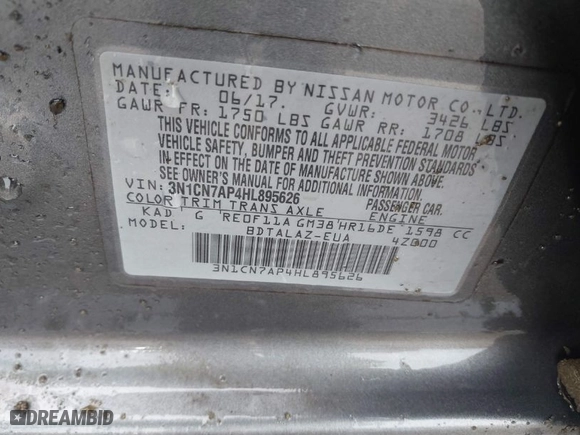 MANUFACTURED BY NISSAN MOTOR CO., LTD.
DATE: 06/17. GVWR: 3426 LBS
GAWR FR: 1750 LBS GAWR RR: 1708 LBS
THIS VEHICLE CONFORMS TO ALL APPLICABLE FEDERAL MOTOR
VEHICLE SAFETY, BUMPER AND THEFT PREVENTION STANDARDS
IN EFFECT ON THE DATE OF MANUFACTURE SHOWN ABOVE.
SEE OWNER'S MANUAL FOR ADDITIONAL INFORMATION.
VIN: 3N1CN7AP4HL895626 PASSENGER CAR.
COLOR TRIM TRANS AXLE ENGINE
KAD G RE0F11A GM38 HR16DE 1598 CC
MODEL: BDTALAZ-EUA 4Z000
3N1CN7AP4HL895626
DREAMBID